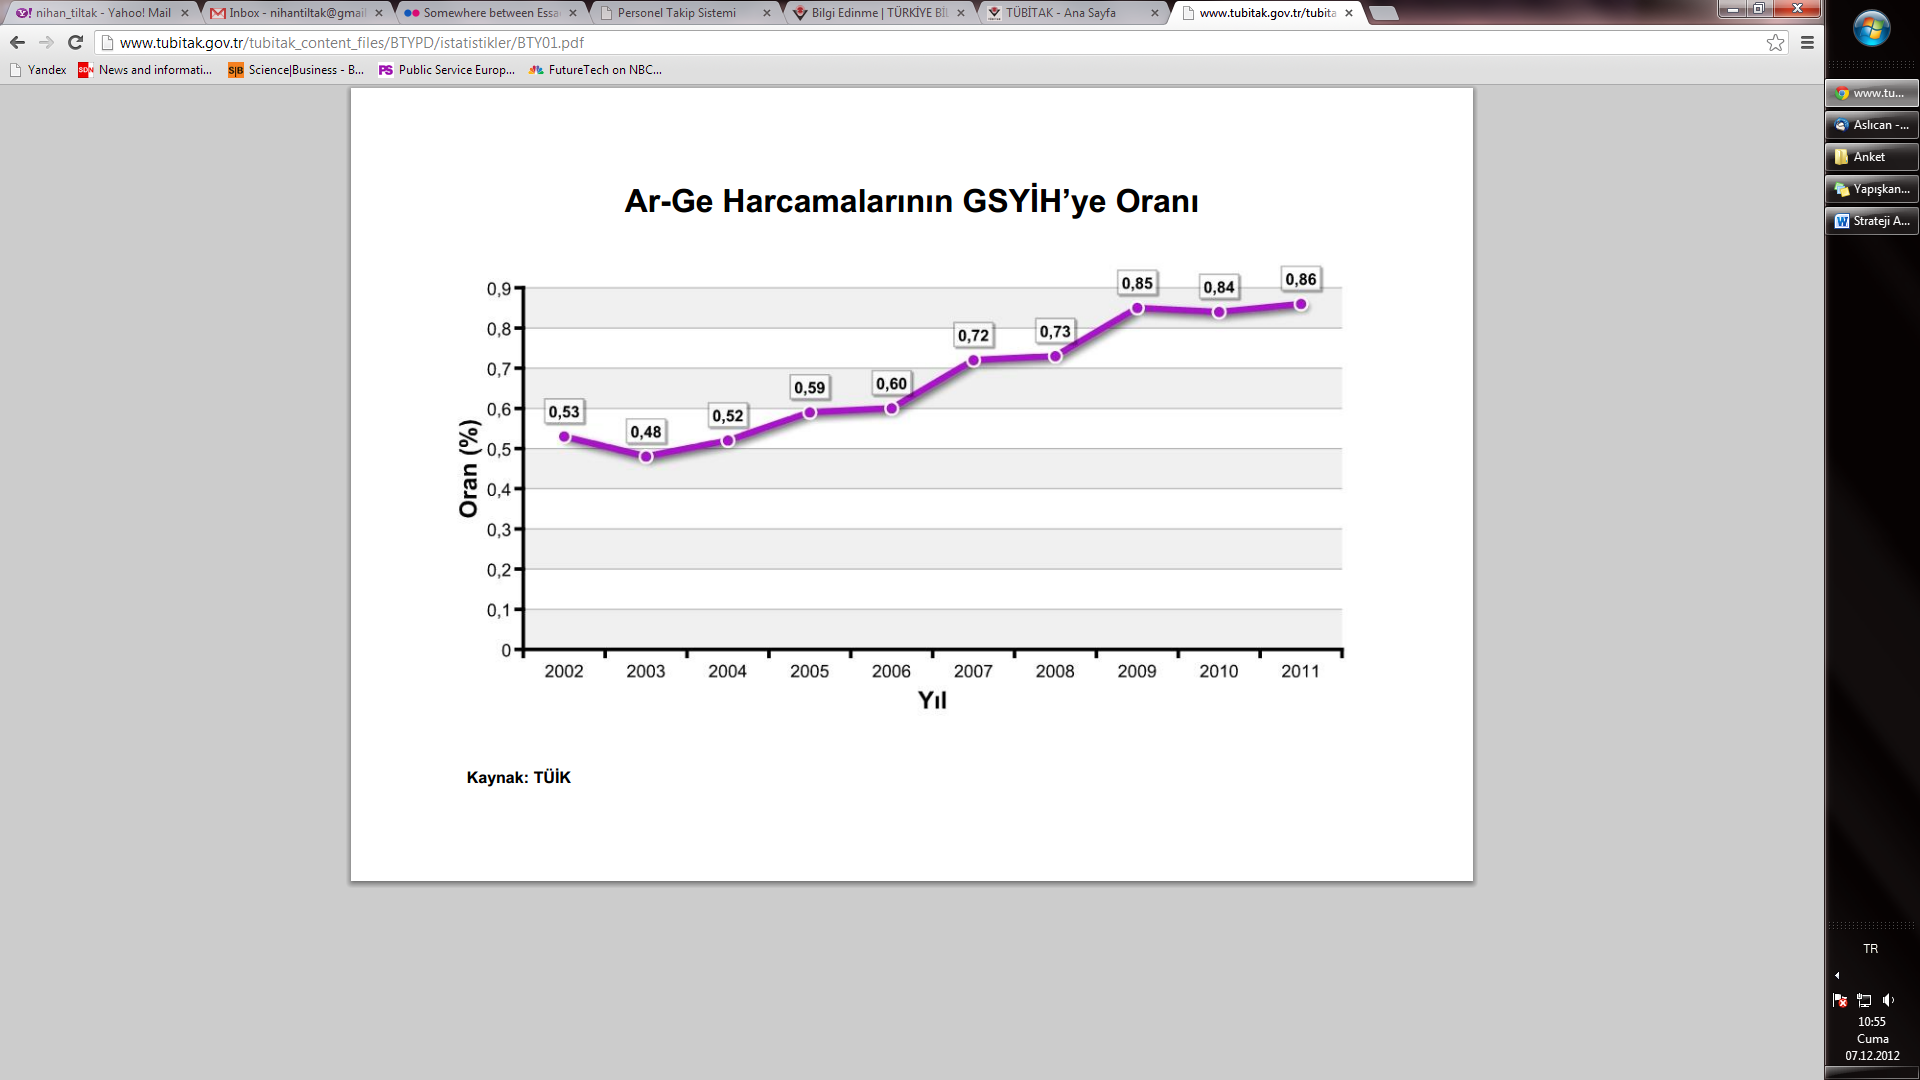 nihan_tiltak - Yahoo! Mail
Inbox - nihantiltak@gmail
Somewhere between Essa
Personel Takip Sistemi
Bilgi Edinme | TÜRKİYE Bİ
TÜBİTAK - Ana Sayfa
www.tubitak.gov.tr/tubita
www.tubitak.gov.tr/tubitak_content_files/BTYPD/istatistikler/BTY01.pdf
Yandex
SDN News and informati...
S|B Science|Business - B...
PS Public Service Europ...
FutureTech on NBC...
Ar-Ge Harcamalarının GSYİH’ye Oranı
Oran (%)
0,9
0,8
0,7
0,6
0,5
0,4
0,3
0,2
0,1
0
0,53
0,48
0,52
0,59
0,60
0,72
0,73
0,85
0,84
0,86
2002 2003 2004 2005 2006 2007 2008 2009 2010 2011
Yıl
Kaynak: TÜİK
www.tu...
Aslıcan -...
Anket
Yapışkan...
Strateji A...
TR
10:55
Cuma
07.12.2012